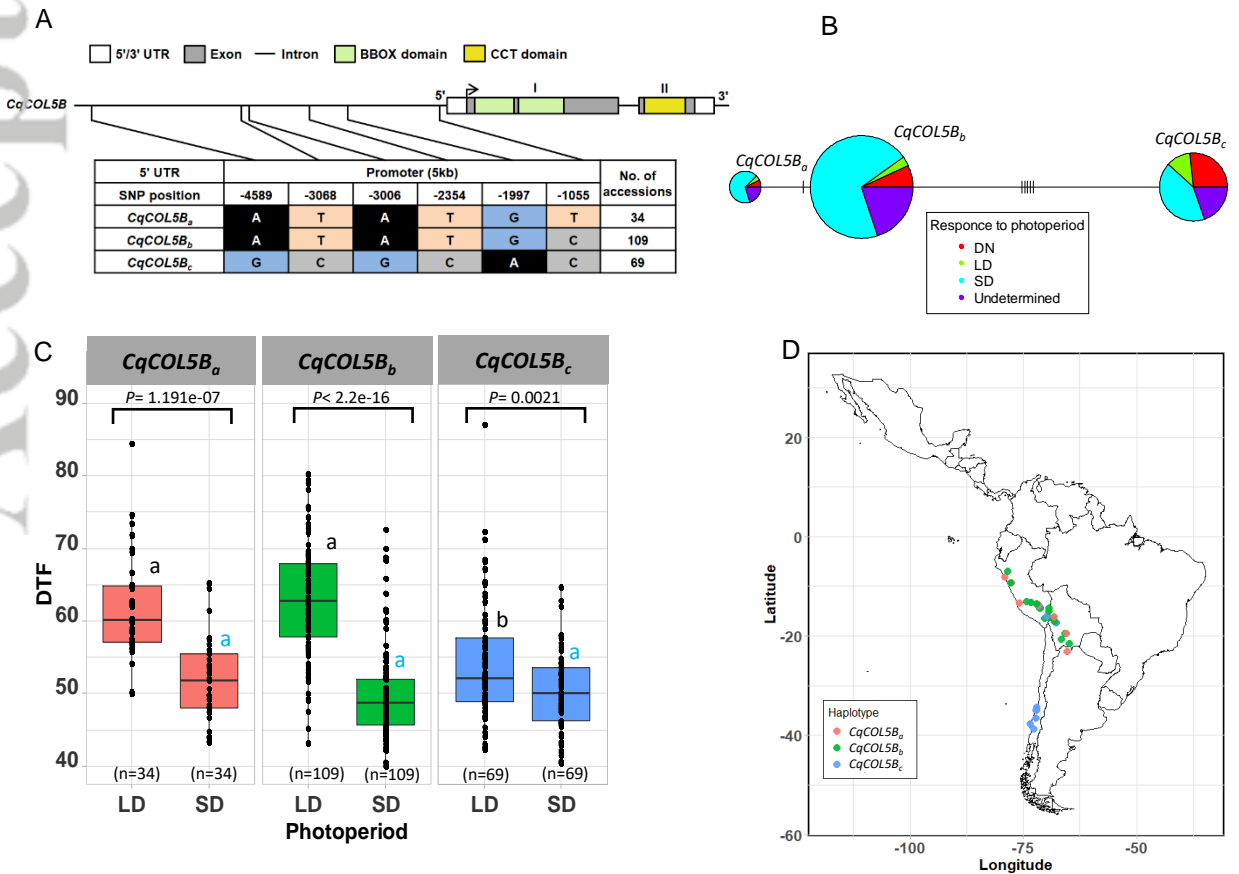 A
5'/3' UTR Exon Intron BBOX domain CCT domain
CqCOL5B 5' I II 3'
5' UTR Promoter (5kb) No. of accessions
SNP position -4589 -3068 -3006 -2354 -1997 -1055
CqCOL5Ba A T A T G T 34
CqCOL5Bb A T A T G C 109
CqCOL5Bc G C G C A C 69
B
CqCOL5Ba
CqCOL5Bb
CqCOL5Bc
Responce to photoperiod
DN
LD
SD
Undetermined
C
CqCOL5Ba CqCOL5Bb CqCOL5Bc
P= 1.191e-07 P< 2.2e-16 P= 0.0021
DTF
90
80
70
60
50
40
a a a a b a
(n=34) (n=34) (n=109) (n=109) (n=69) (n=69)
LD SD LD SD LD SD
Photoperiod
D
Latitude
20
0
-20
-40
-60
Haplotype
CqCOL5Ba
CqCOL5Bb
CqCOL5Bc
-100 -75 -50
Longitude